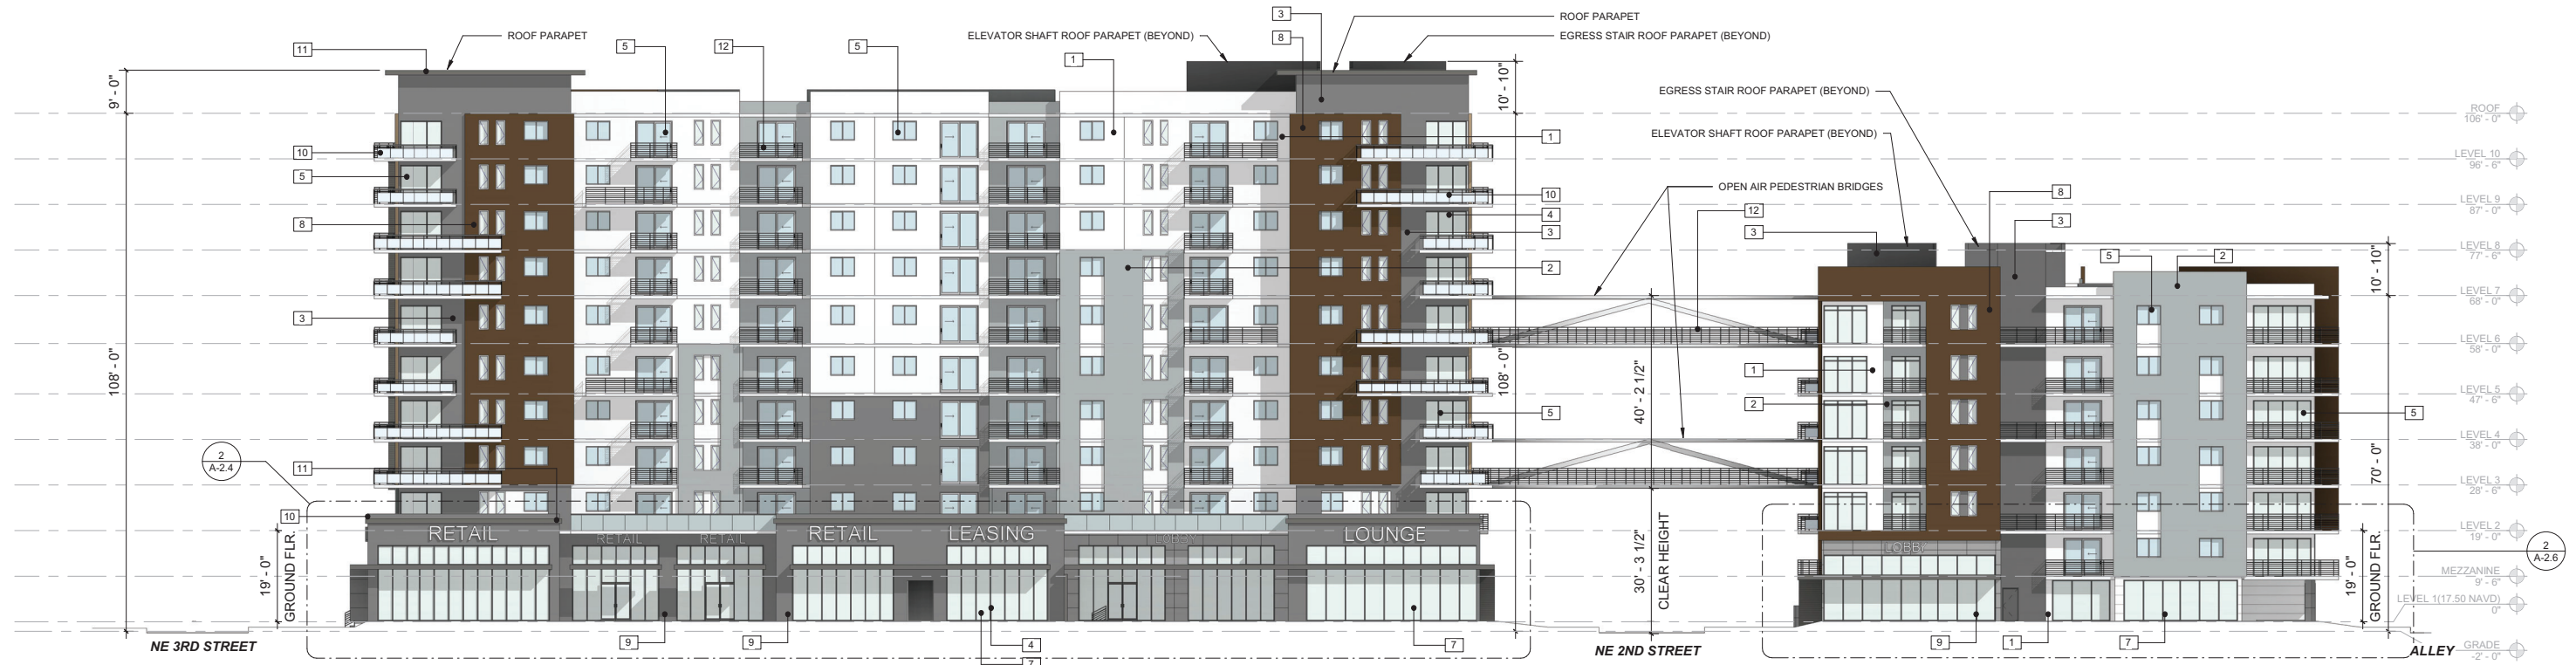 3
ROOF PARAPET
11
ROOF PARAPET
5
12
5
ELEVATOR SHAFT ROOF PARAPET (BEYOND)
8
EGRESS STAIR ROOF PARAPET (BEYOND)
1
9' - 0"
10' - 10"
EGRESS STAIR ROOF PARAPET (BEYOND)
ROOF
106' - 0"
ELEVATOR SHAFT ROOF PARAPET (BEYOND)
1
10
LEVEL 10
96' - 6"
5
OPEN AIR PEDESTRIAN BRIDGES
8
10
LEVEL 9
87' - 0"
12
4
8
3
3
3
LEVEL 8
77' - 6"
5
2
2
10' - 10"
LEVEL 7
68' - 0"
3
LEVEL 6
58' - 0"
108' - 0"
108' - 0"
40' - 2 1/2"
1
LEVEL 5
47' - 6"
2
5
5
LEVEL 4
38' - 0"
2
A-2.4
11
70' - 0"
LEVEL 3
28' - 6"
10
RETAIL
RETAIL
RETAIL
RETAIL
LEASING
LOBBY
LOUNGE
LOBBY
LEVEL 2
19' - 0"
2
A-2.6
19' - 0"
GROUND FLR.
30' - 3 1/2"
CLEAR HEIGHT
19' - 0"
GROUND FLR.
MEZZANINE
9' - 6"
LEVEL 1(17.50 NAVD)
0"
9
9
4
7
7
9
1
7
NE 3RD STREET
NE 2ND STREET
ALLEY
GRADE
-2' - 0"